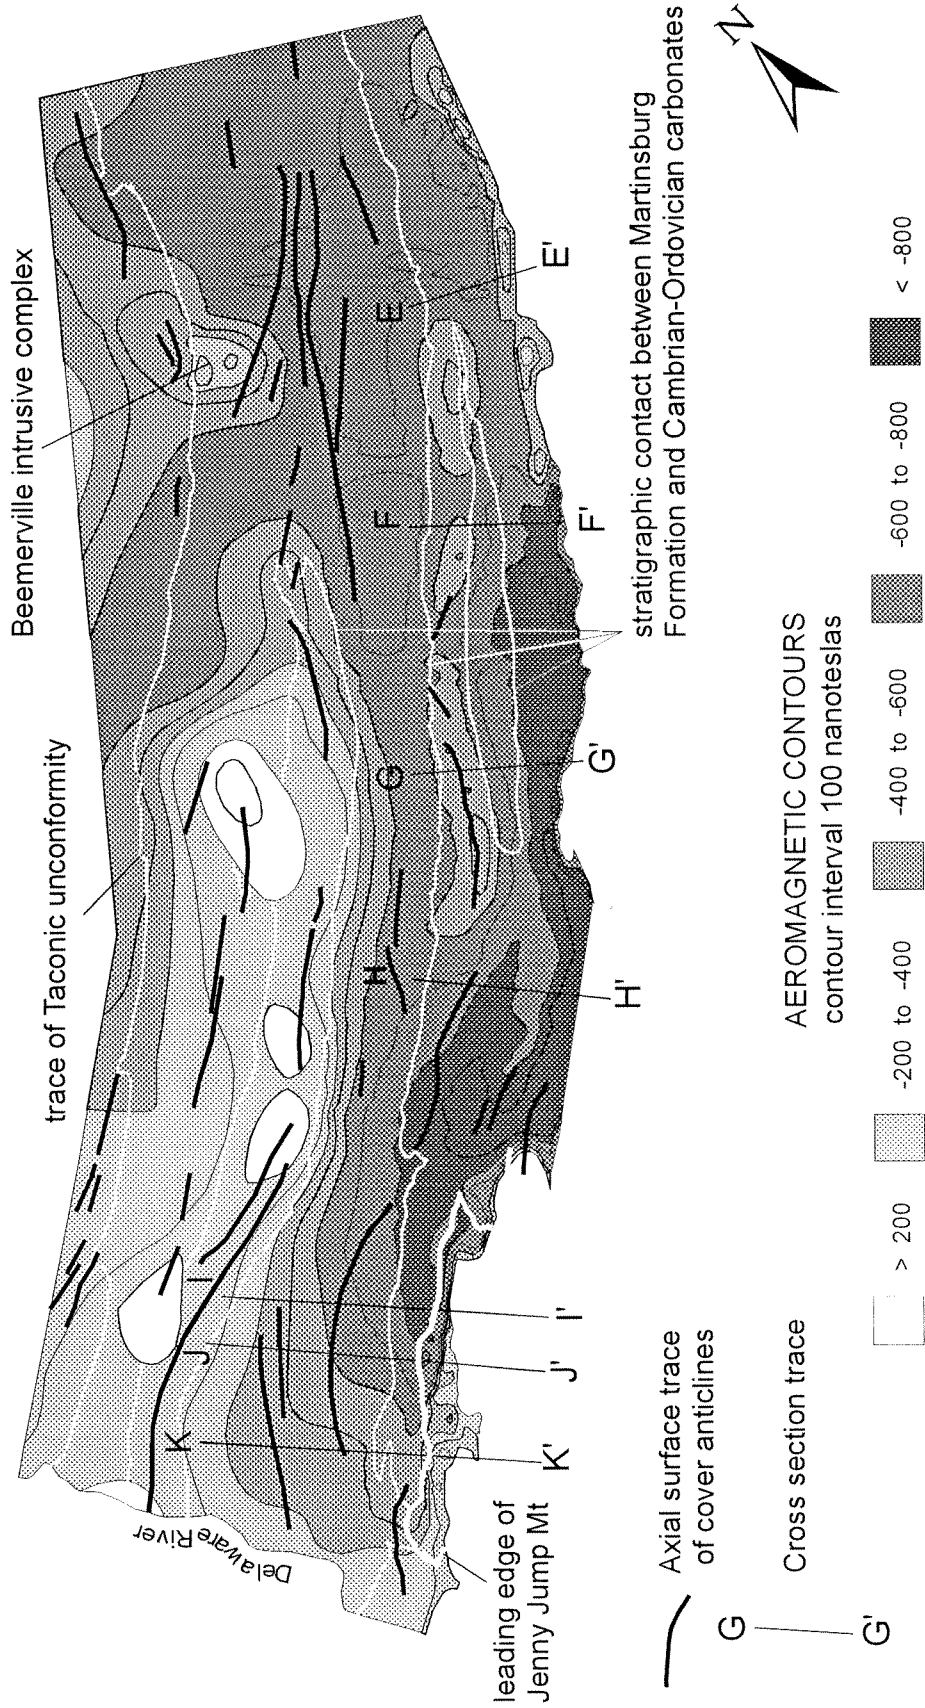 trace of Taconic unconformity
Beemerville intrusive complex
Delaware River
K
J
I
H
G
F
E
K'
J'
I'
H'
G'
F'
E'
leading edge of
Jenny Jump Mt
stratigraphic contact between Martinsburg
Formation and Cambrian-Ordovician carbonates
N
Axial surface trace
of cover anticlines
G
G'
Cross section trace
AEROMAGNETIC CONTOURS
contour interval 100 nanoteslas
> 200
-200 to -400
-400 to -600
-600 to -800
< -800